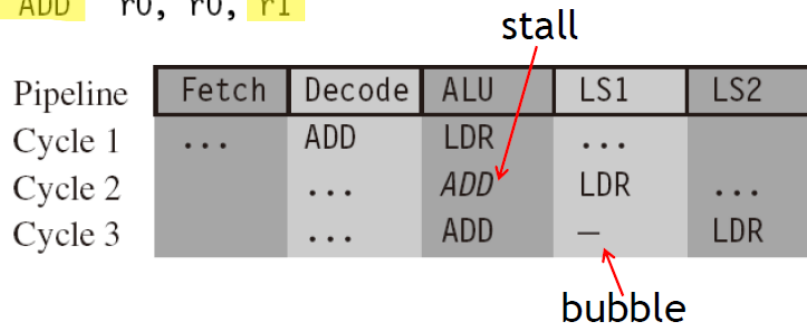 ADD r0, r0, r1
stall
Pipeline Fetch Decode ALU LS1 LS2
Cycle 1 ... ADD LDR ...
Cycle 2 ... ADD LDR ...
Cycle 3 ... ADD – LDR
bubble